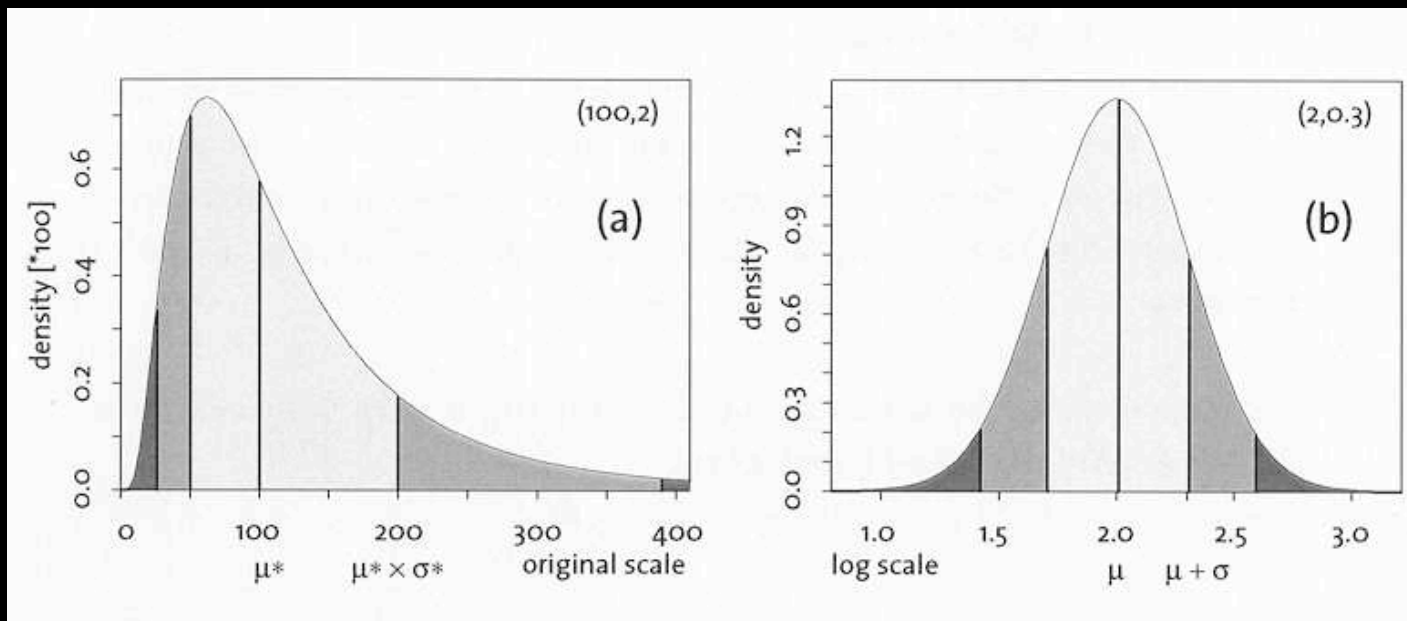 (100,2)
(a)
density [*100]
0.6
0.4
0.2
0.0
0 100 200 300 400
μ* μ* × σ* original scale
(2,0.3)
(b)
density
1.2
0.9
0.6
0.3
0.0
1.0 1.5 2.0 2.5 3.0
log scale μ μ + σ